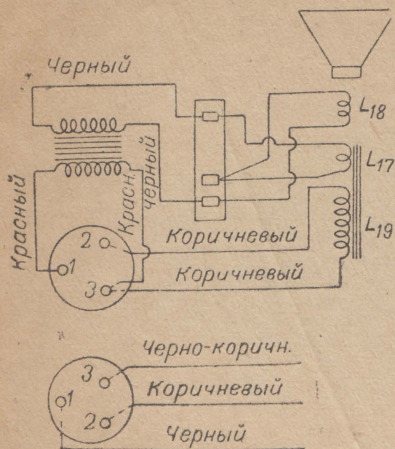 Черный
L18
L17
L19
Красный
Красн.
Черный
Коричневый
Коричневый
2
1
3
Черно-коричн.
Коричневый
Черный
3
1
2